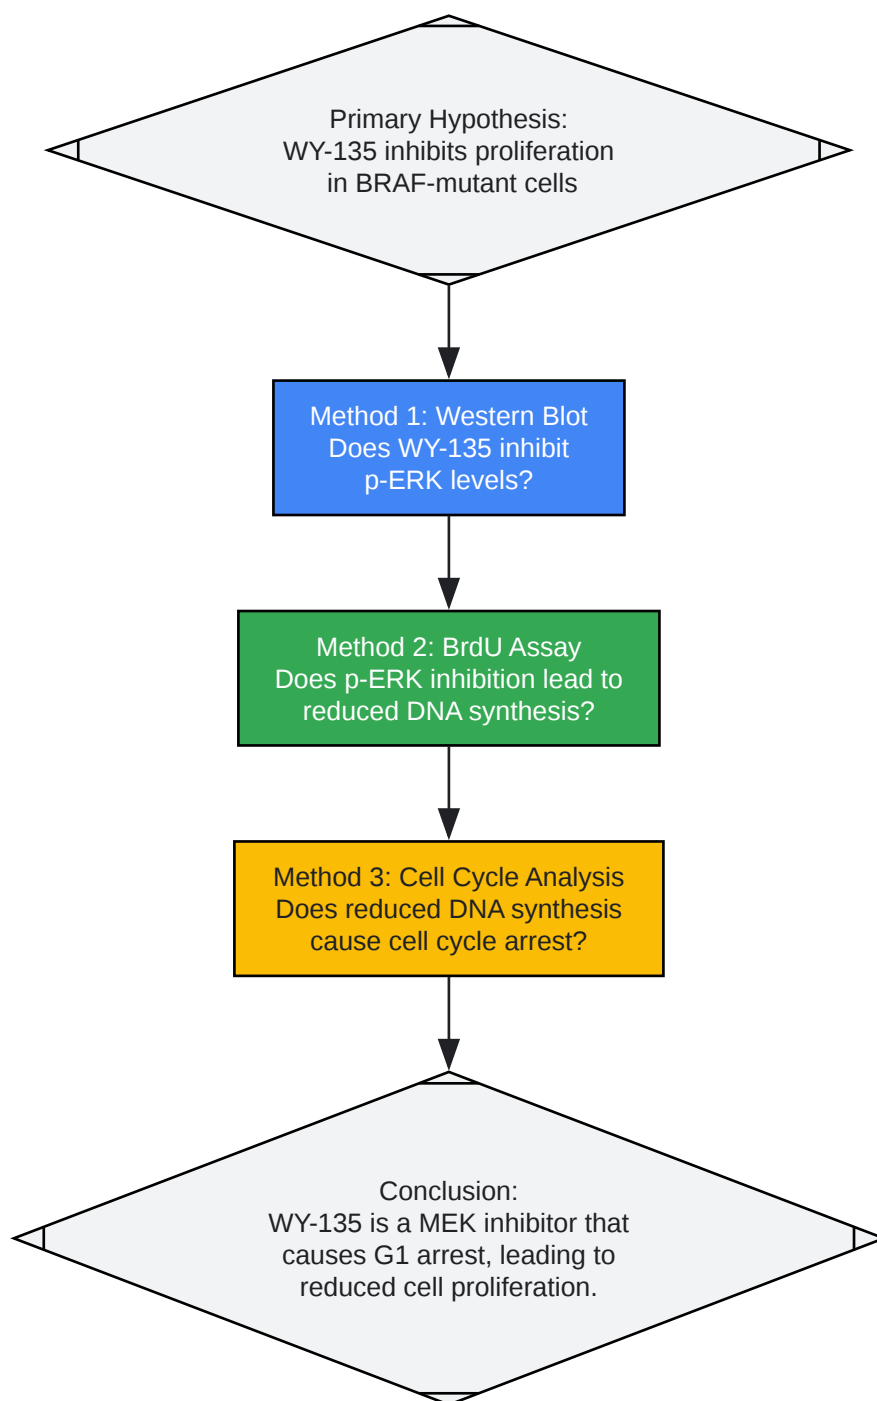 Primary Hypothesis:
WY-135 inhibits proliferation
in BRAF-mutant cells
Method 1: Western Blot
Does WY-135 inhibit
p-ERK levels?
Method 2: BrdU Assay
Does p-ERK inhibition lead to
reduced DNA synthesis?
Method 3: Cell Cycle Analysis
Does reduced DNA synthesis
cause cell cycle arrest?
Conclusion:
WY-135 is a MEK inhibitor that
causes G1 arrest, leading to
reduced cell proliferation.